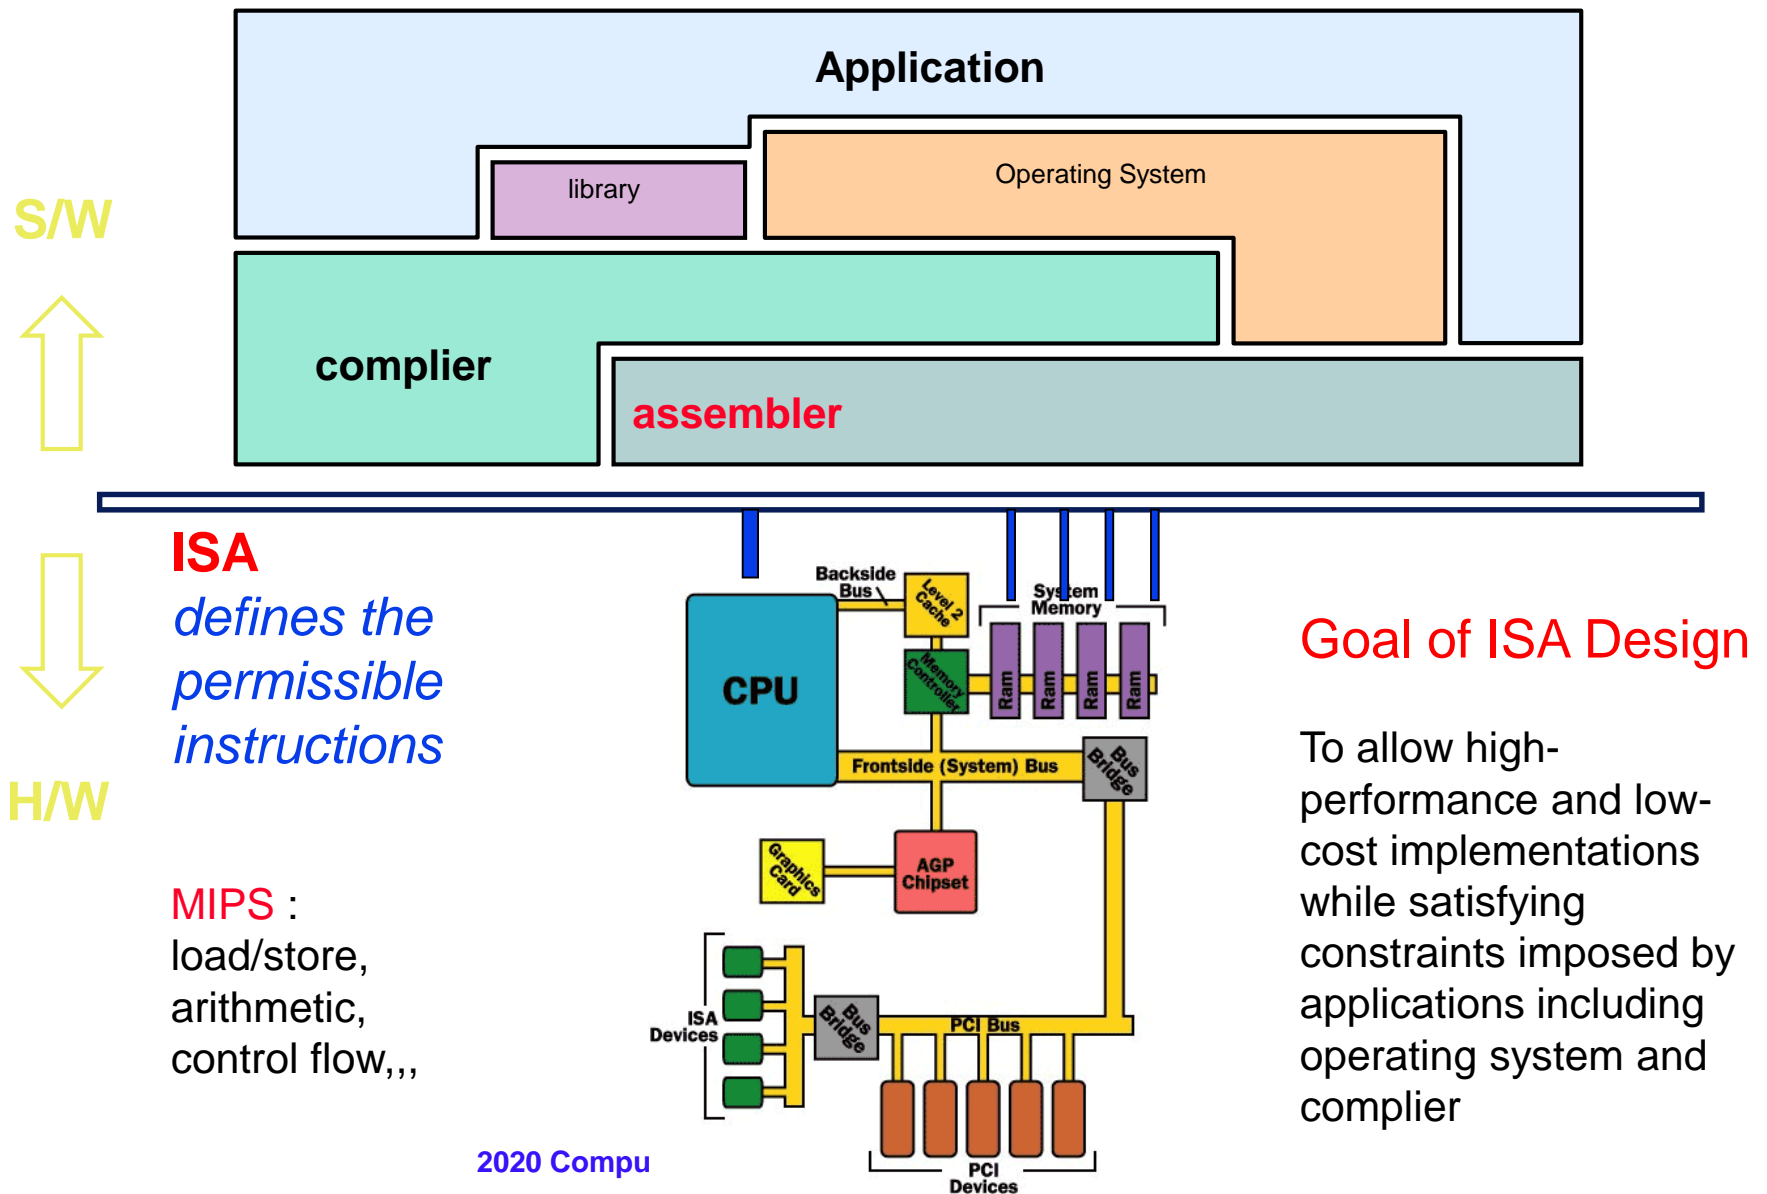 Application
library
Operating System
S/W
complier
assembler
ISA
defines the
permissible
instructions
H/W
MIPS :
load/store,
arithmetic,
control flow,,,
Backside
Bus
Level 2
Cache
System
Memory
CPU
Memory
Controller
Ram
Ram
Ram
Ram
Frontside (System) Bus
Bus
Bridge
Graphics
Card
AGP
Chipset
ISA
Devices
Bus
Bridge
PCI Bus
PCI
Devices
Goal of ISA Design
To allow high-
performance and low-
cost implementations
while satisfying
constraints imposed by
applications including
operating system and
complier
2020 Compu